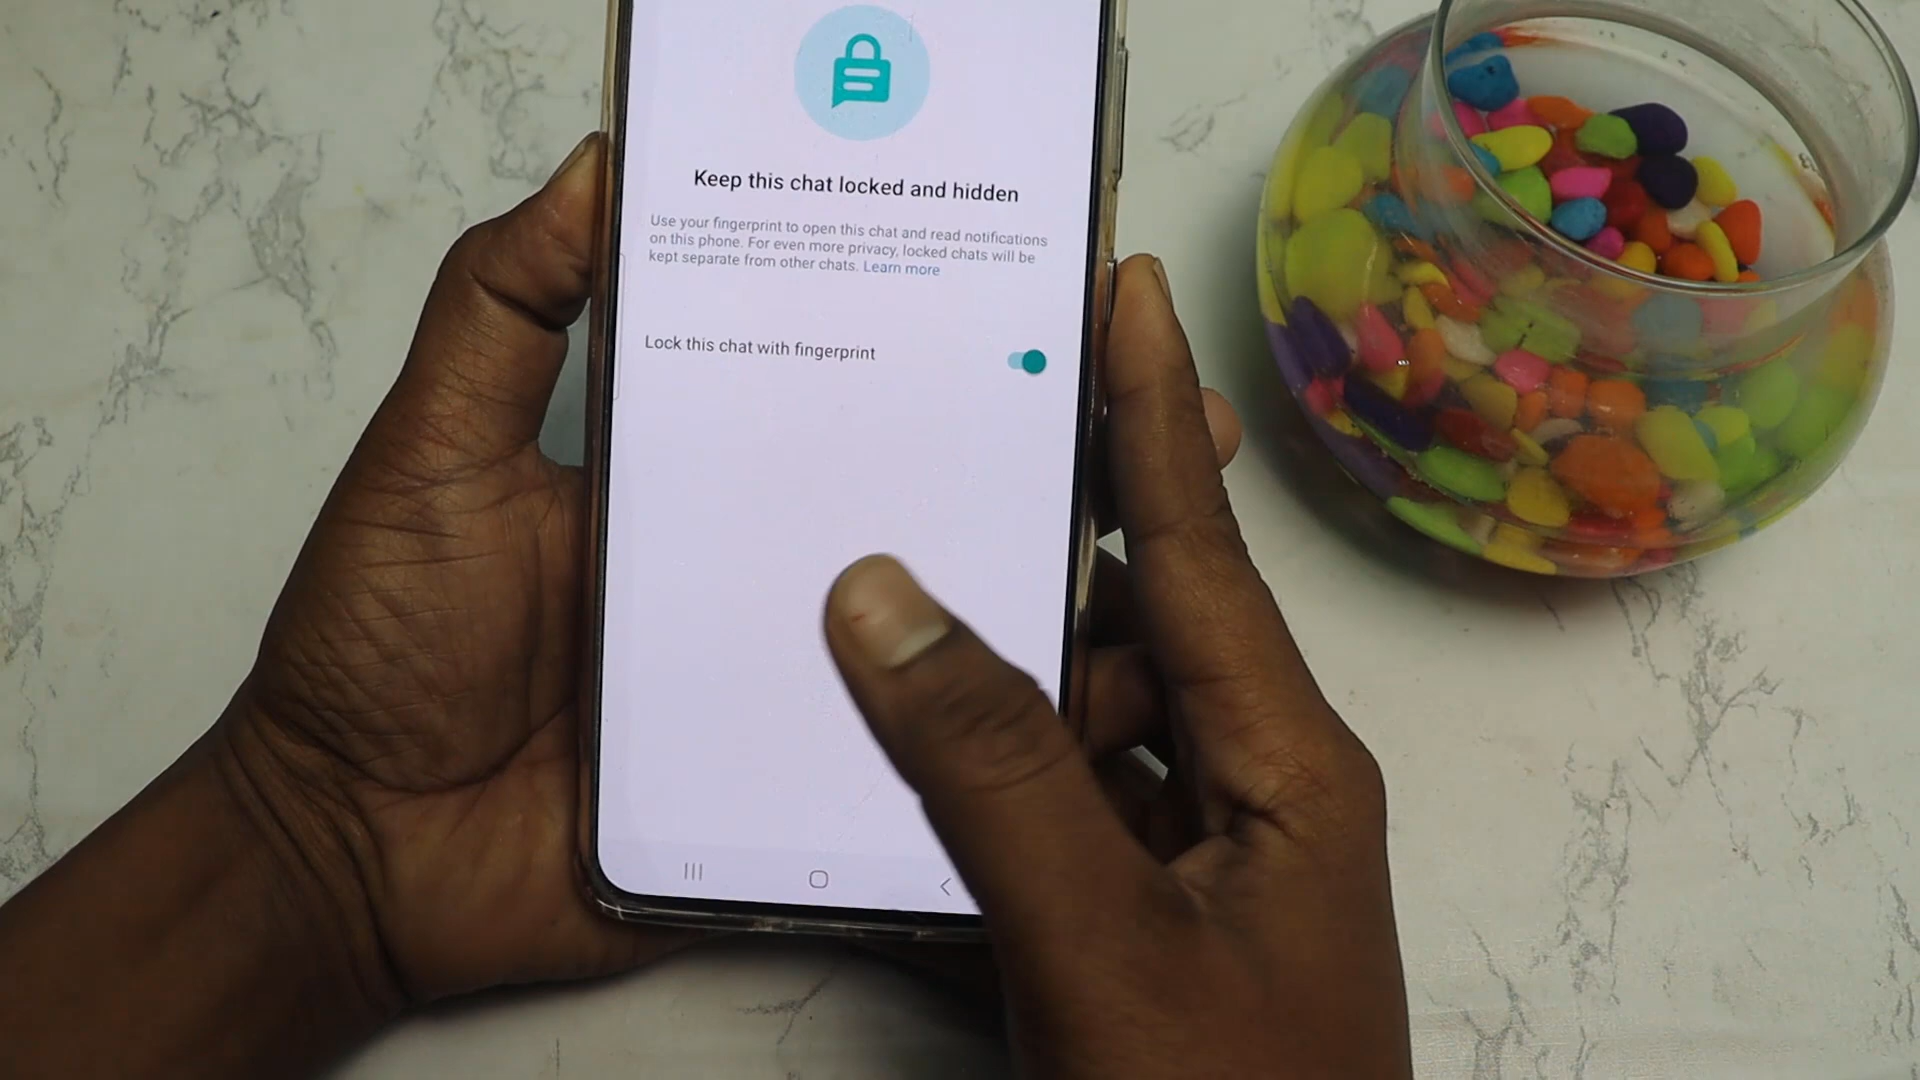 Keep this chat locked and hidden
Use your fingerprint to open this chat and read notifications
on this phone. For even more privacy, locked chats will be
kept separate from other chats. Learn more
Lock this chat with fingerprint